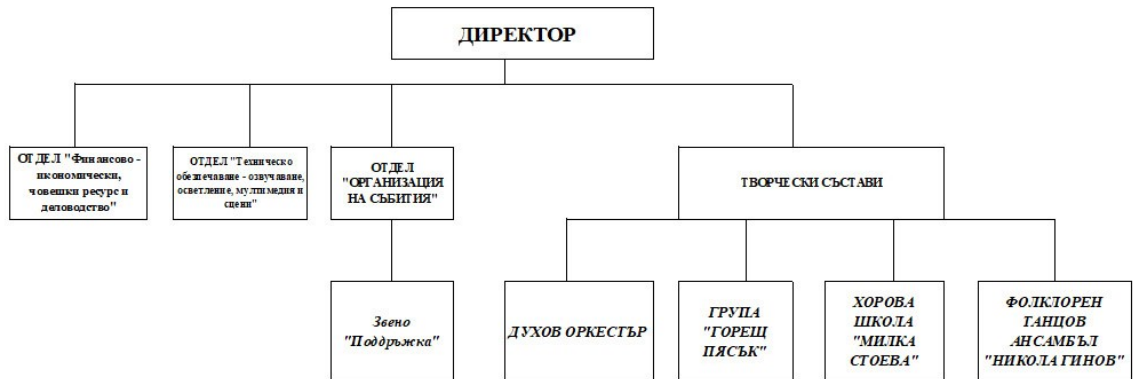 ДИРЕКТОР
ОТДЕЛ "Финансово -
икономически,
човешки ресурс и
деловодство"
ОТДЕЛ "Техническо
обезпечаване - озвучаване,
осветление, мултимедия и
сцени"
ОТДЕЛ
"ОРГАНИЗАЦИЯ
НА СЪБИТИЯ"
ТВОРЧЕСКИ СЪСТАВИ
Звено
"Поддръжка"
ДУХОВ ОРКЕСТЪР
ГРУПА
"ГОРЕЩ
ПЯСЪК"
ХОРОВА
ШКОЛА
"МИЛКА
СТОЕВА"
ФОЛКЛОРЕН
ТАНЦОВ
АНСАМБЪЛ
"НИКОЛА ГИНОВ"